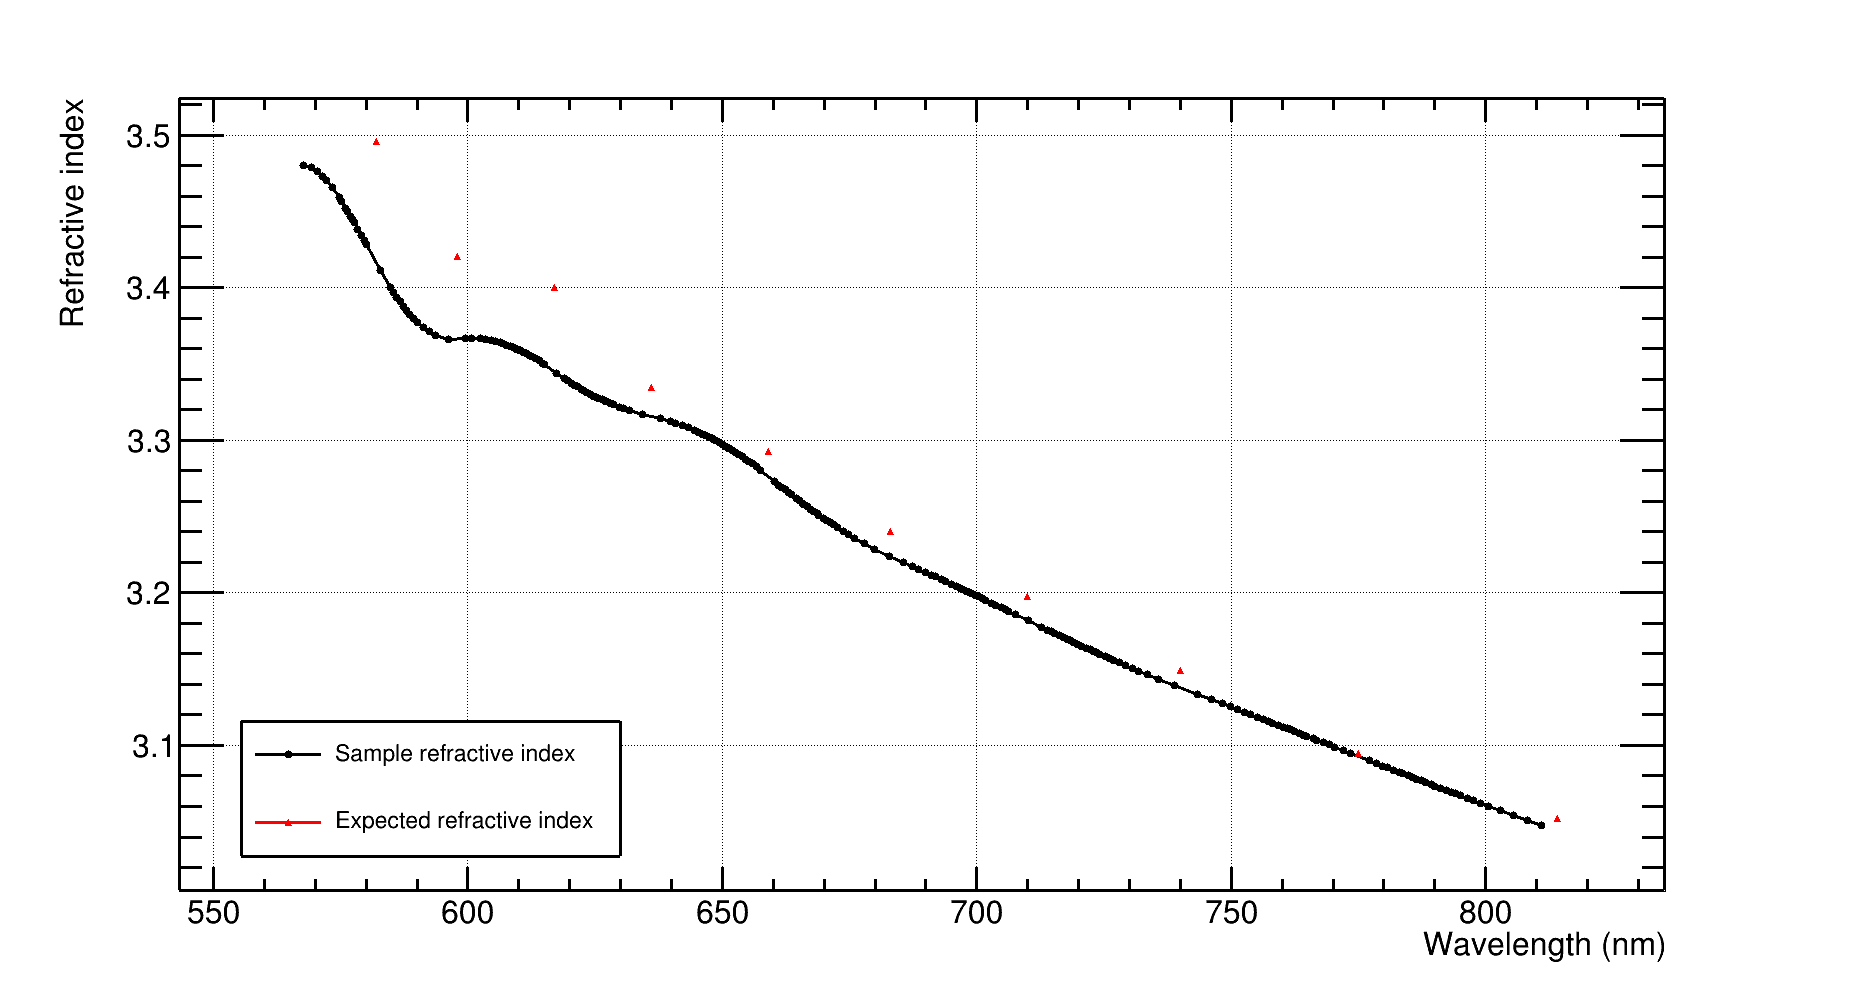 Refractive index
3.5
3.4
3.3
3.2
3.1
Sample refractive index
Expected refractive index
550 600 650 700 750 800
Wavelength (nm)